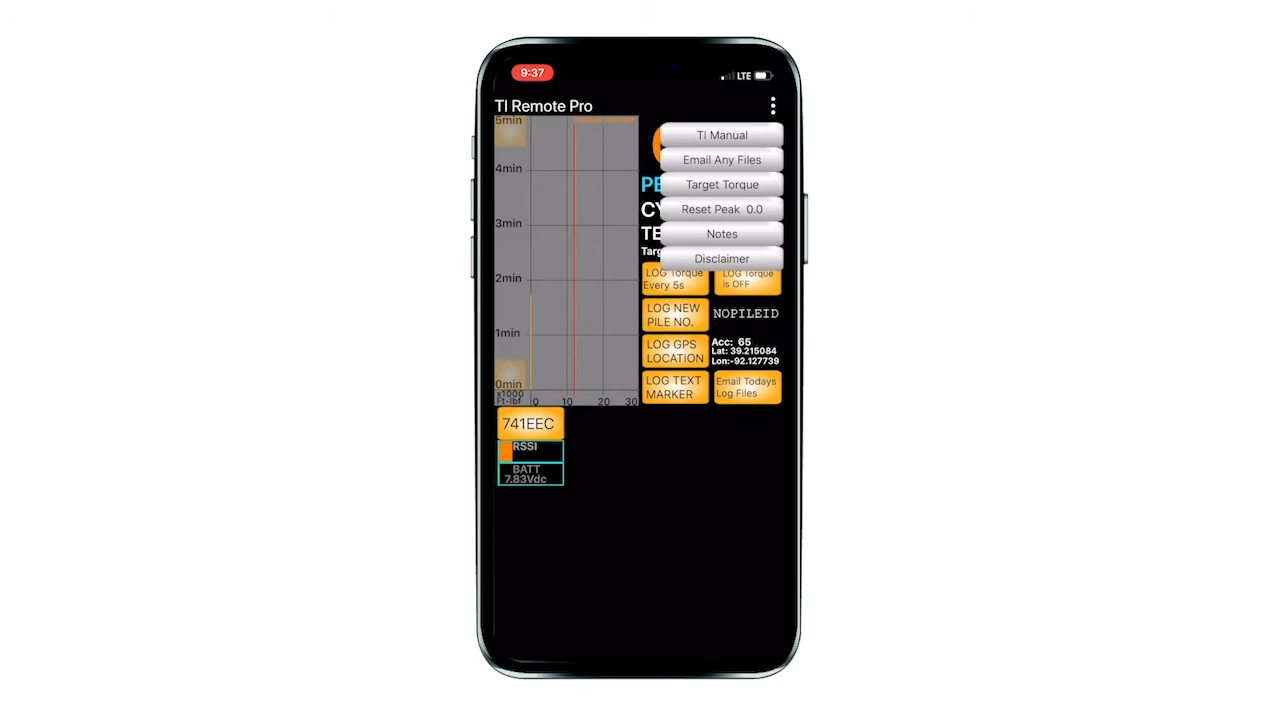 9:37
LTE
TI Remote Pro
5min
4min
3min
2min
1min
0min
x1000
Ft-lbf
0
10
20
30
TI Manual
Email Any Files
Target Torque
Reset Peak 0.0
Notes
Disclaimer
LOG Torque
Every 5s
LOG Torque
is OFF
LOG NEW
PILE NO.
NOPILEID
LOG GPS
LOCATION
Acc: 65
Lat: 39.215084
Lon:-92.127739
LOG TEXT
MARKER
Email Todays
Log Files
741EEC
RSSI
BATT
7.83Vdc